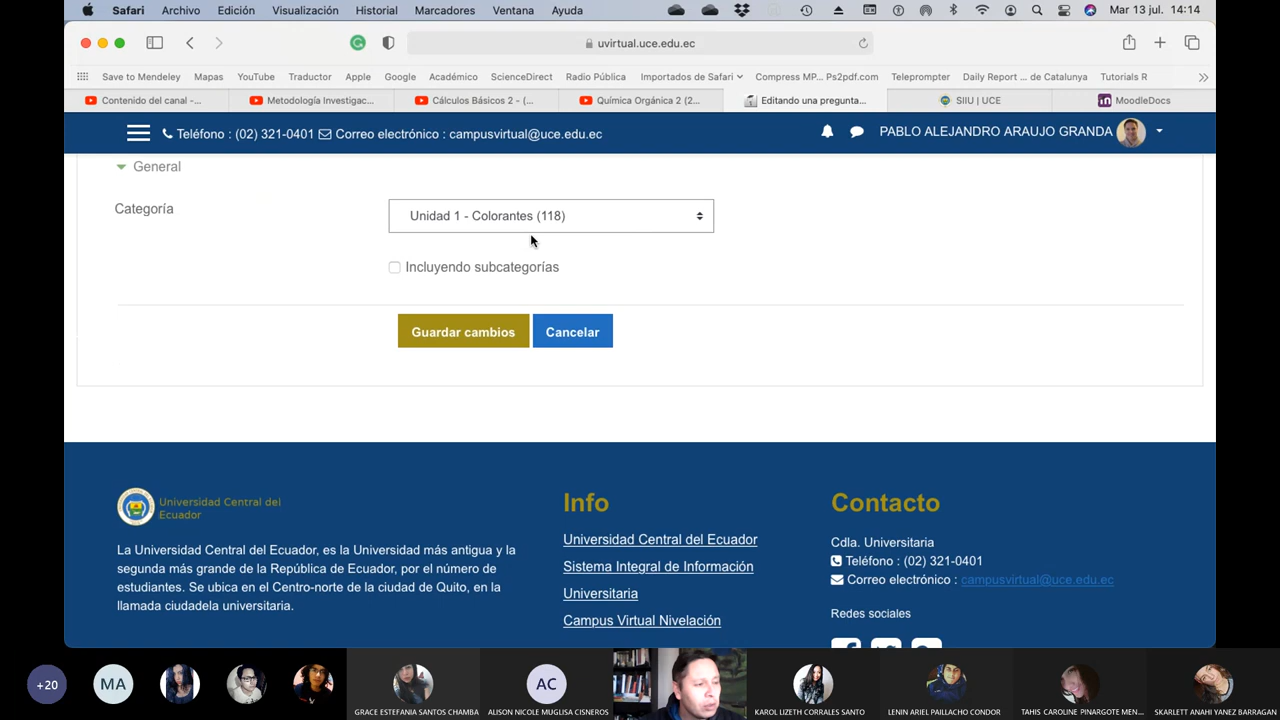 Safari Archivo Edición Visualización Historial Marcadores Ventana Ayuda Mar 13 jul. 14:14
uvirtual.uce.edu.ec
Save to Mendeley Mapas YouTube Traductor Apple Google Académico ScienceDirect Radio Pública Importados de Safari Compress MP... Ps2pdf.com Teleprompter Daily Report ... de Catalunya Tutorials R
Contenido del canal -... Metodología Investigac... Cálculos Básicos 2 - (... Química Orgánica 2 (2... Editando una pregunta... SIIU | UCE MoodleDocs
Teléfono : (02) 321-0401 Correo electrónico : campusvirtual@uce.edu.ec PABLO ALEJANDRO ARAUJO GRANDA
General
Categoría
Unidad 1 - Colorantes (118)
Incluyendo subcategorías
Guardar cambios Cancelar
Universidad Central del
Ecuador
La Universidad Central del Ecuador, es la Universidad más antigua y la
segunda más grande de la República de Ecuador, por el número de
estudiantes. Se ubica en el Centro-norte de la ciudad de Quito, en la
llamada ciudadela universitaria.
Info
Universidad Central del Ecuador
Sistema Integral de Información
Universitaria
Campus Virtual Nivelación
Contacto
Cdla. Universitaria
Teléfono : (02) 321-0401
Correo electrónico : campusvirtual@uce.edu.ec
Redes sociales
+20 MA AC
GRACE ESTEFANIA SANTOS CHAMBA ALISON NICOLE MUGLISA CISNEROS KAROL LIZETH CORRALES SANTO LENIN ARIEL PAILLACHO CONDOR TAHIS CAROLINE PINARGOTE MEN... SKARLETT ANAHI YANEZ BARRAGAN